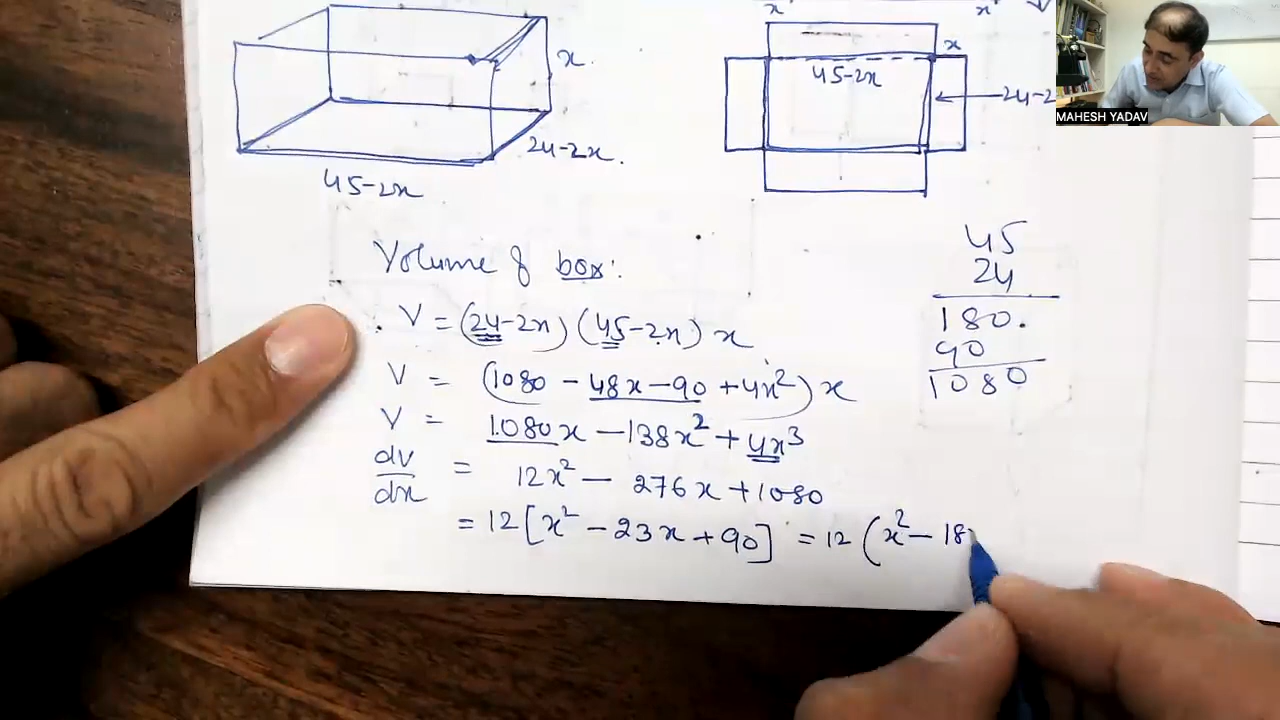 x x
x.
x
45-2x
24-2
MAHESH YADAV
24-2x.
45-2x
Volume of box:
45
24
180.
90
1080
V = (24-2x) (45-2x) x
V = (1080 - 48x - 90 + 4x²) x
V = 1080x - 138x² + 4x³
dv/dx = 12x² - 276x + 1080
= 12[x² - 23x + 90] = 12 (x² - 18